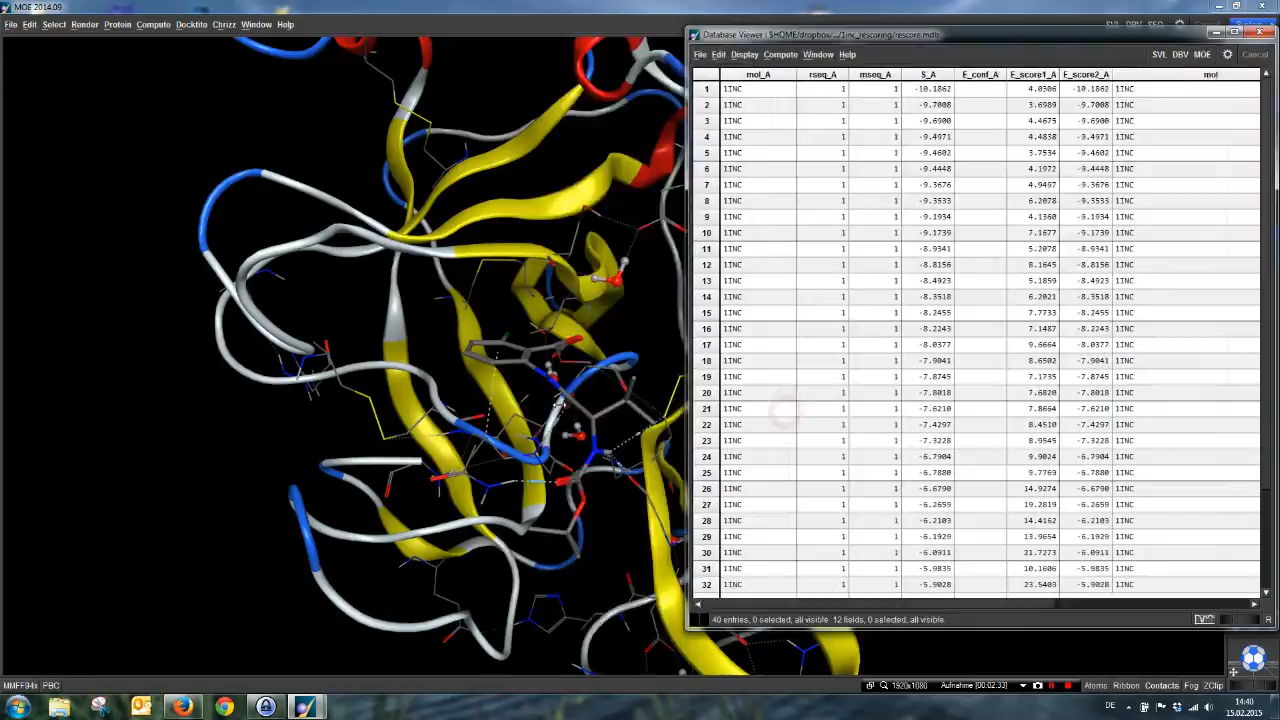 MOE 2014.09
File Edit Select Render Protein Compute Docktite Chrizz Window Help
SVL DBV SEQ
Database Viewer : $HOME/dropbox/.../1inc_rescoring/rescore.mdb
File Edit Display Compute Window Help SVL DBV MOE Cancel
mol_A rseq_A mseq_A S_A E_conf_A E_score1_A E_score2_A mol
1 1INC 1 1 -10.1862 4.0306 -10.1862 1INC
2 1INC 1 1 -9.7008 3.6989 -9.7008 1INC
3 1INC 1 1 -9.6900 4.4675 -9.6900 1INC
4 1INC 1 1 -9.4971 4.4838 -9.4971 1INC
5 1INC 1 1 -9.4602 3.7534 -9.4602 1INC
6 1INC 1 1 -9.4448 4.1972 -9.4448 1INC
7 1INC 1 1 -9.3676 4.9497 -9.3676 1INC
8 1INC 1 1 -9.3533 6.2078 -9.3533 1INC
9 1INC 1 1 -9.1934 4.1360 -9.1934 1INC
10 1INC 1 1 -9.1739 7.1677 -9.1739 1INC
11 1INC 1 1 -8.9341 5.2078 -8.9341 1INC
12 1INC 1 1 -8.8156 8.1645 -8.8156 1INC
13 1INC 1 1 -8.4923 5.1859 -8.4923 1INC
14 1INC 1 1 -8.3518 6.2021 -8.3518 1INC
15 1INC 1 1 -8.2455 7.7733 -8.2455 1INC
16 1INC 1 1 -8.2243 7.1487 -8.2243 1INC
17 1INC 1 1 -8.0377 9.6664 -8.0377 1INC
18 1INC 1 1 -7.9041 8.6502 -7.9041 1INC
19 1INC 1 1 -7.8745 7.1735 -7.8745 1INC
20 1INC 1 1 -7.8018 7.6820 -7.8018 1INC
21 1INC 1 1 -7.6210 7.8664 -7.6210 1INC
22 1INC 1 1 -7.4297 8.4510 -7.4297 1INC
23 1INC 1 1 -7.3228 8.9545 -7.3228 1INC
24 1INC 1 1 -6.7904 9.9024 -6.7904 1INC
25 1INC 1 1 -6.7880 9.7769 -6.7880 1INC
26 1INC 1 1 -6.6790 14.9274 -6.6790 1INC
27 1INC 1 1 -6.2659 19.2819 -6.2659 1INC
28 1INC 1 1 -6.2103 14.4162 -6.2103 1INC
29 1INC 1 1 -6.1929 13.9654 -6.1929 1INC
30 1INC 1 1 -6.0911 21.7273 -6.0911 1INC
31 1INC 1 1 -5.9835 10.1606 -5.9835 1INC
32 1INC 1 1 -5.9028 23.5403 -5.9028 1INC
40 entries, 0 selected, all visible. 12 fields, 0 selected, all visible. R
MMFF94x PBC 1920x1080 Aufnahme [00:02:33] Atoms Ribbon Contacts Fog ZClip
DE 14:40
15.02.2015